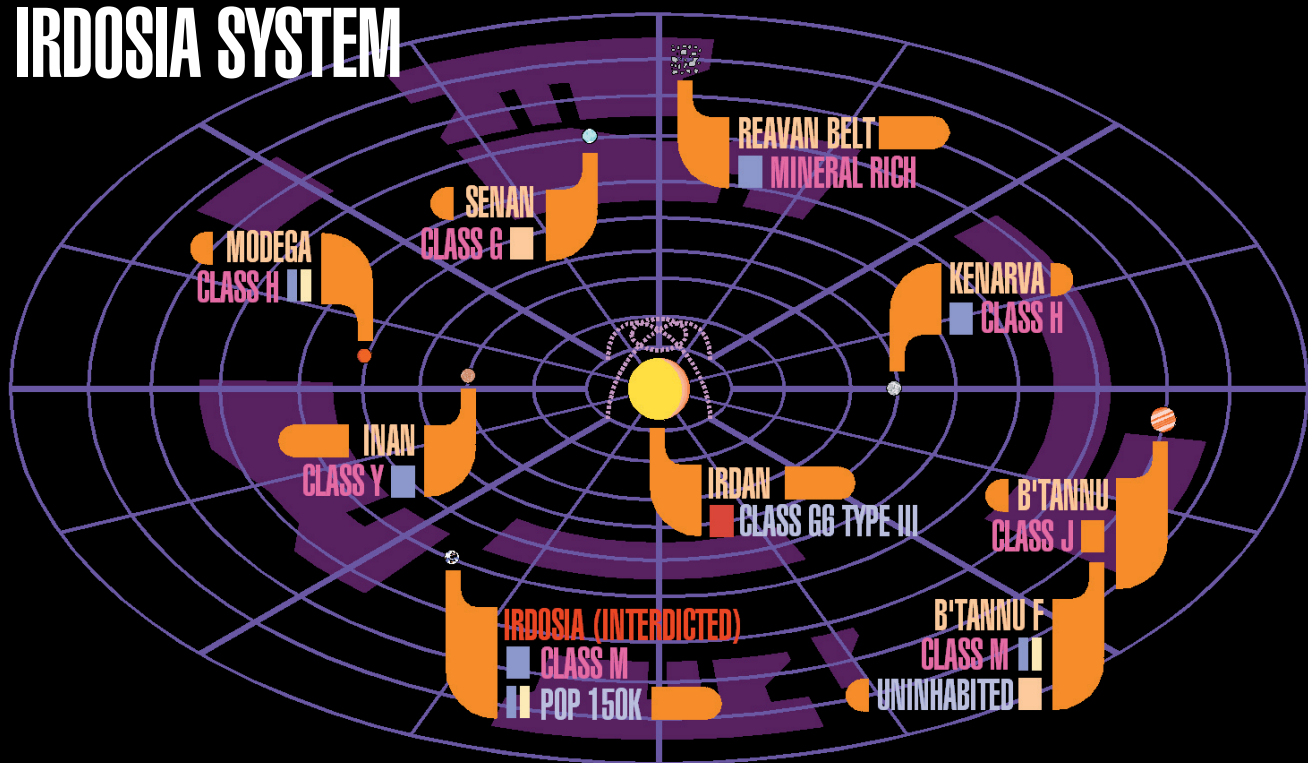 IRDOSIA SYSTEM
REAVAN BELT
MINERAL RICH
SENAN
CLASS G
MODEGA
CLASS H
KENARVA
CLASS H
INAN
CLASS Y
IRDAN
CLASS G6 TYPE III
B'TANNU
CLASS J
IRDOSIA (INTERDICTED)
CLASS M
POP 150K
B'TANNU F
CLASS M
UNINHABITED